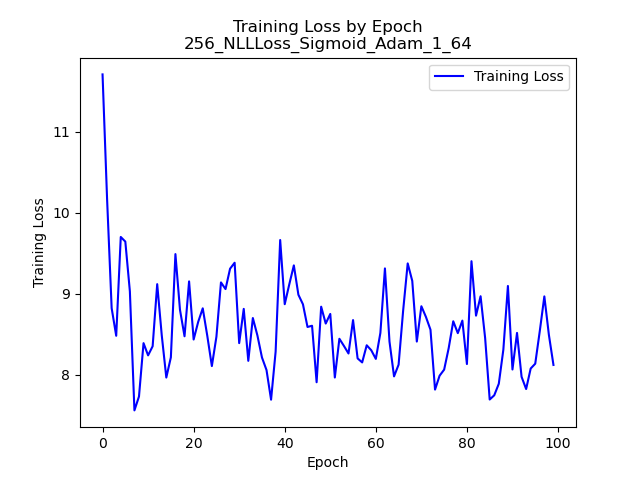 Training Loss by Epoch
256_NLLLoss_Sigmoid_Adam_1_64
Training Loss
11
10
9
8
Training Loss
0 20 40 60 80 100
Epoch